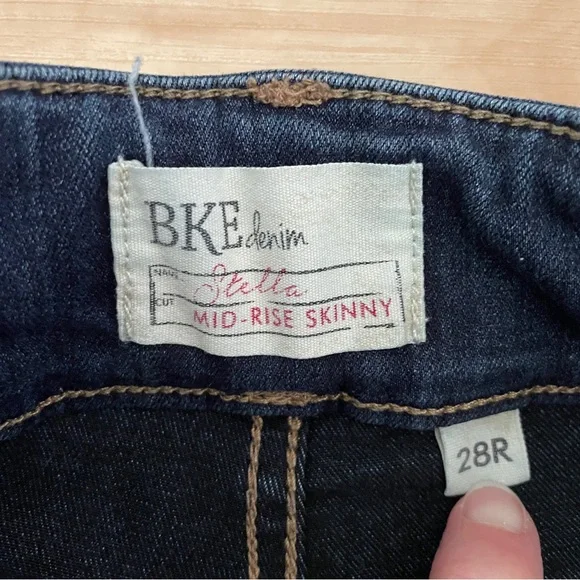 BKE denim
NAME Stella
CUT MID-RISE SKINNY
28R